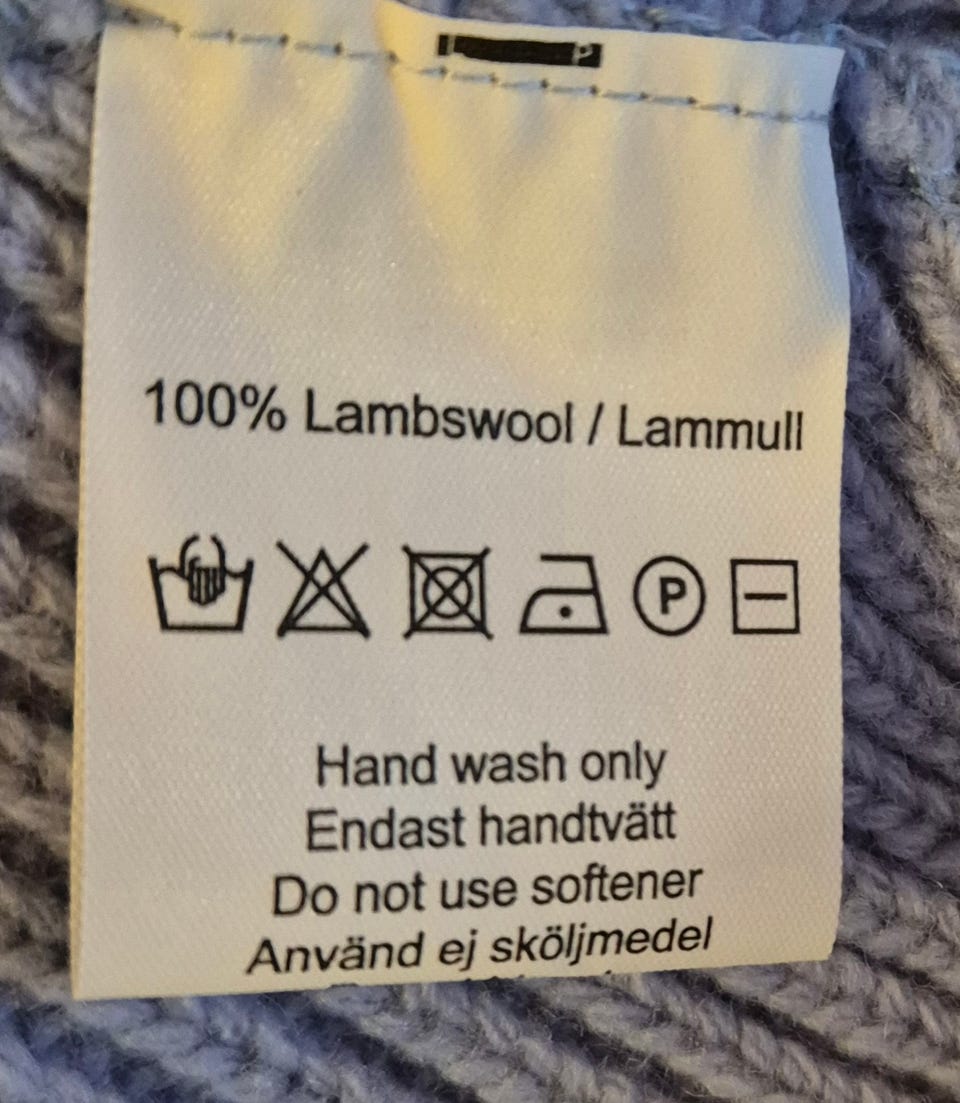 100% Lambswool / Lammull
P
Hand wash only
Endast handtvätt
Do not use softener
Använd ej sköljmedel